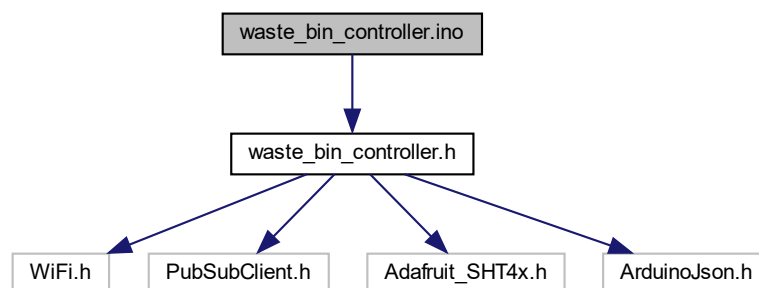 waste_bin_controller.ino
waste_bin_controller.h
WiFi.h
PubSubClient.h
Adafruit_SHT4x.h
ArduinoJson.h